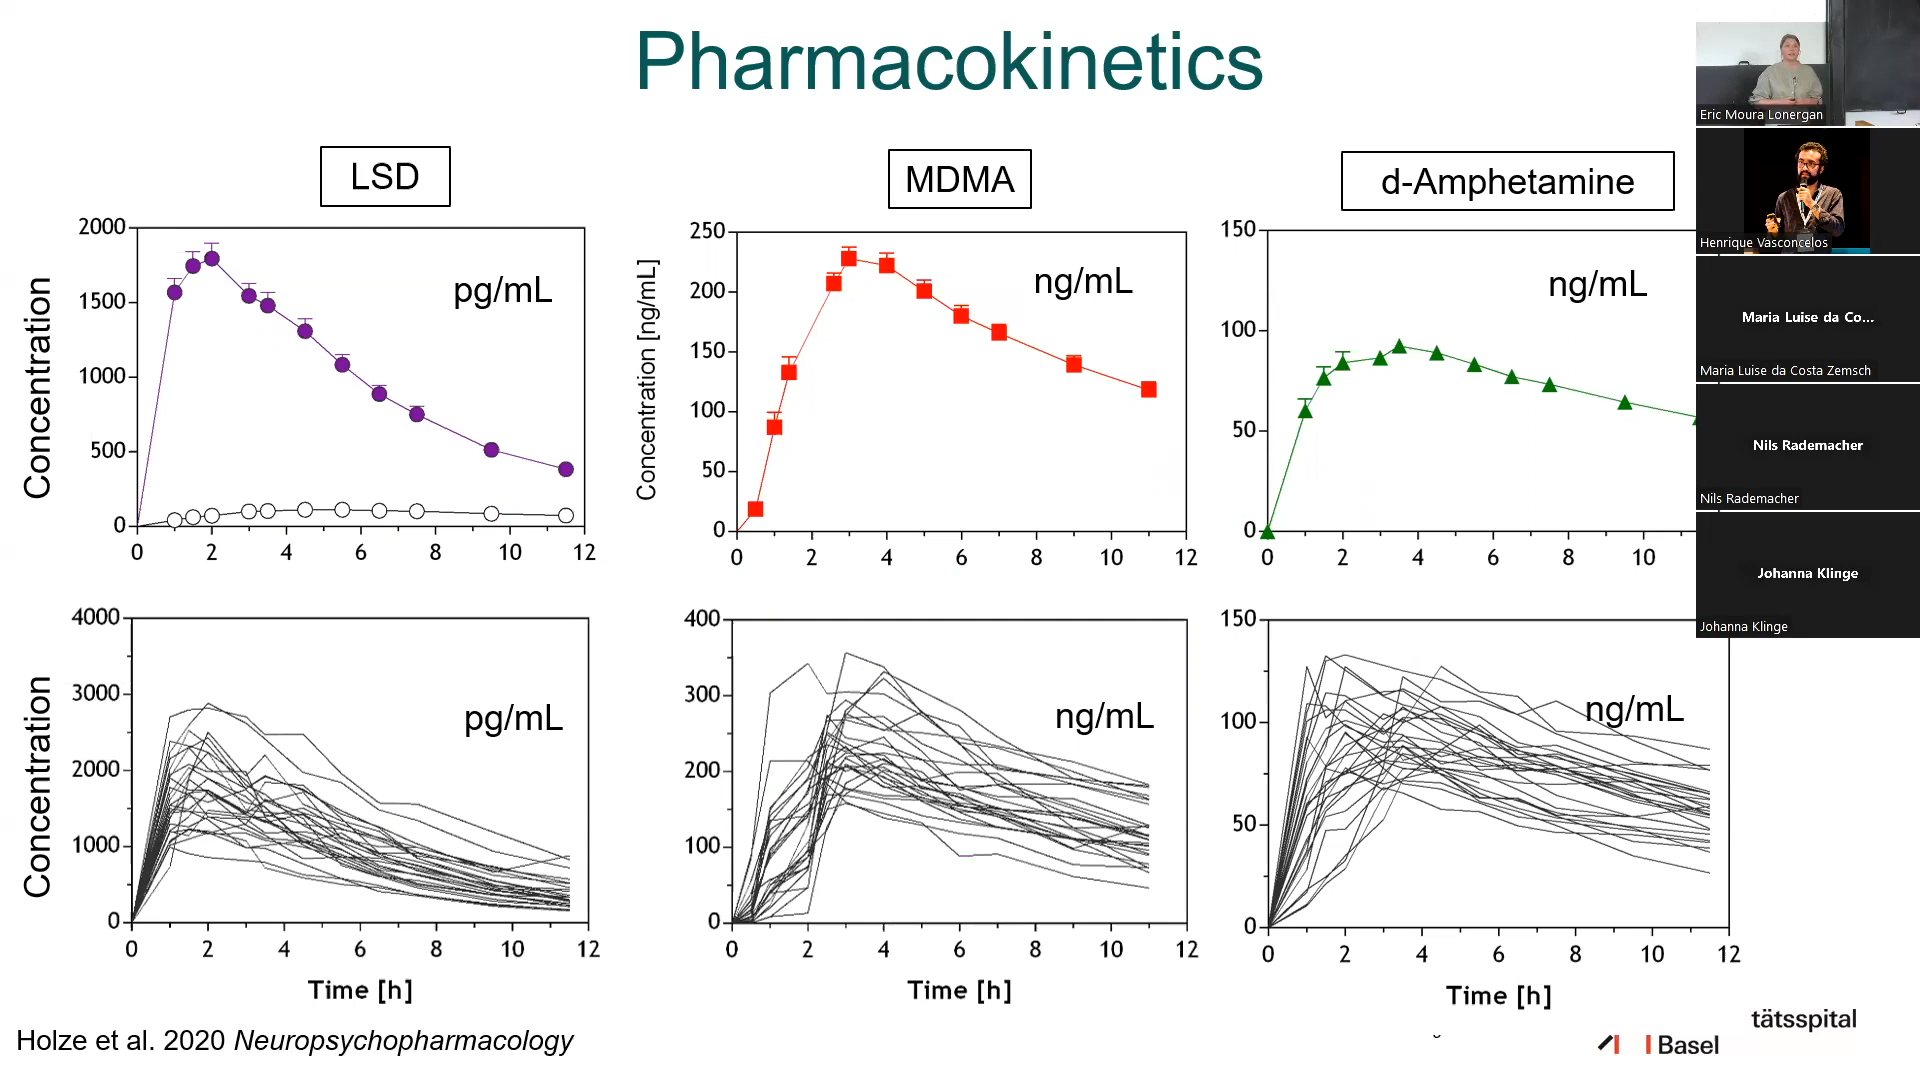 Pharmacokinetics
LSD
MDMA
d-Amphetamine
Concentration
2000
1500
1000
500
0
pg/mL
0 2 4 6 8 10 12
Concentration [ng/mL]
250
200
150
100
50
0
ng/mL
0 2 4 6 8 10 12
150
100
50
0
ng/mL
0 2 4 6 8 10
Concentration
4000
3000
2000
1000
0
pg/mL
0 2 4 6 8 10 12
Time [h]
400
300
200
100
0
ng/mL
0 2 4 6 8 10 12
Time [h]
150
100
50
0
ng/mL
0 2 4 6 8 10 12
Time [h]
Holze et al. 2020 Neuropsychopharmacology
tätsspital
Basel
Eric Moura Lonergan
Henrique Vasconcelos
Maria Luise da Co...
Maria Luise da Costa Zemsch
Nils Rademacher
Nils Rademacher
Johanna Klinge
Johanna Klinge